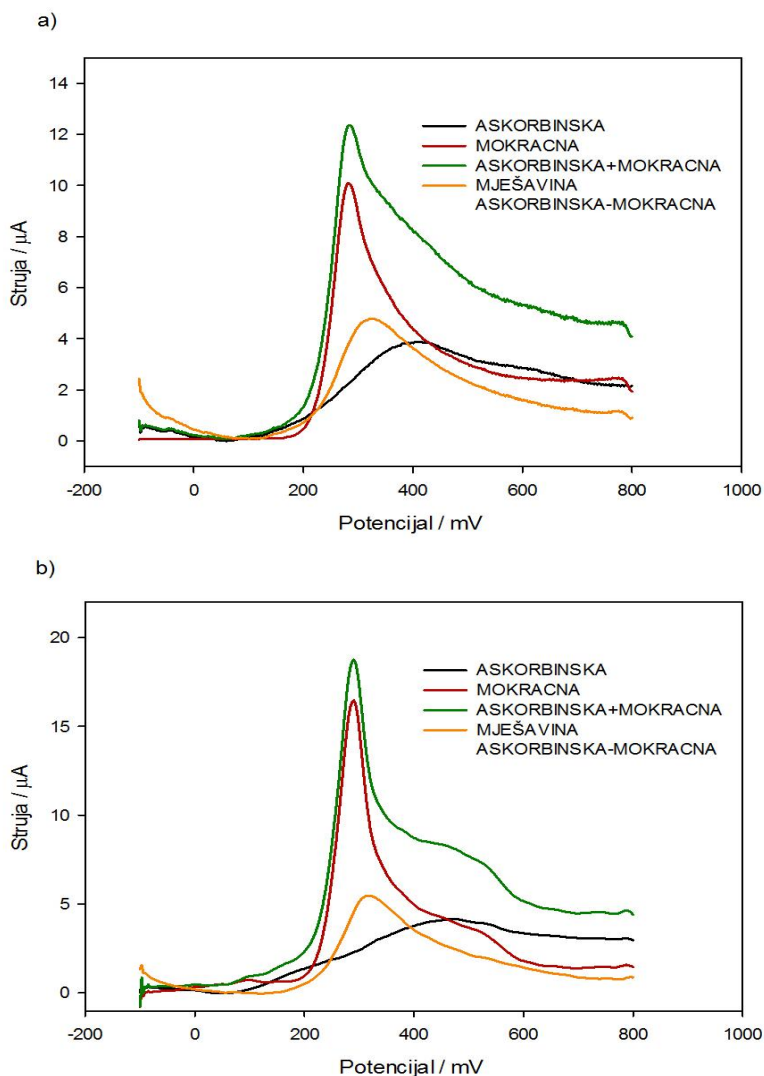 a)
14
12
10
8
6
4
2
0
Struja / μA
ASKORBINSKA
MOKRACNA
ASKORBINSKA+MOKRACNA
MJEŠAVINA
ASKORBINSKA-MOKRACNA
-200 0 200 400 600 800 1000
Potencijal / mV
b)
20
15
10
5
0
Struja / μA
ASKORBINSKA
MOKRACNA
ASKORBINSKA+MOKRACNA
MJEŠAVINA
ASKORBINSKA-MOKRACNA
-200 0 200 400 600 800 1000
Potencijal / mV